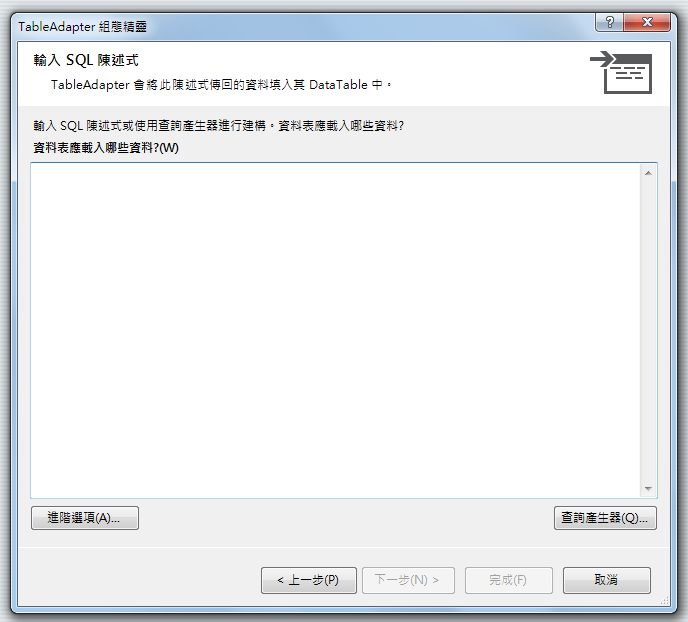 TableAdapter 組態精靈
輸入 SQL 陳述式
TableAdapter 會將此陳述式傳回的資料填入其 DataTable 中。
輸入 SQL 陳述式或使用查詢產生器進行建構。資料表應載入哪些資料?
資料表應載入哪些資料?(W)
進階選項(A)...
查詢產生器(Q)...
< 上一步(P)
下一步(N) >
完成(F)
取消